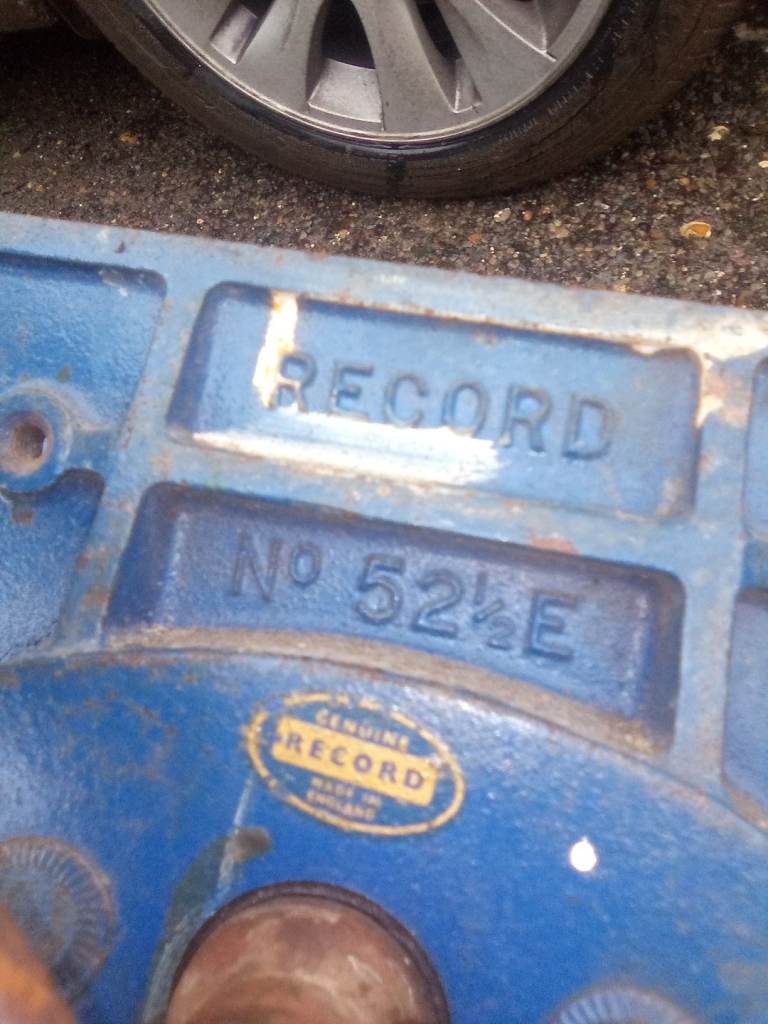 RECORD
No 52½E
GENUINE
RECORD
MADE IN
ENGLAND